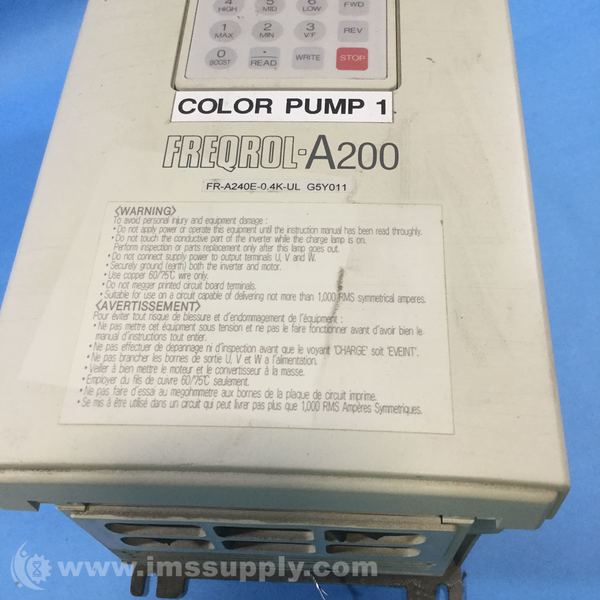 4 5 6 FWD
HIGH MID LOW
1 2 3 REV
MAX MIN V/F
0 · WRITE STOP
BOOST READ
COLOR PUMP 1
FREQROL-A200
FR-A240E-0.4K-UL G5Y011
<WARNING>
To avoid personal injury and equipment damage :
• Do not apply power or operate this equipment until the instruction manual has been read throughly.
• Do not touch the conductive part of the inverter while the charge lamp is on.
Perform inspection or parts replacement only after this lamp goes out.
• Do not connect supply power to output terminals U, V and W.
• Securely ground (earth) both the inverter and motor.
• Use copper 60/75℃ wire only.
• Do not megger printed circuit board terminals.
• Suitable for use on a circuit capable of delivering not more than 1,000 RMS symmetrical amperes.
<AVERTISSEMENT>
Pour éviter tout risque de blessure et d'endommagement de l'équipement :
• Ne pas mettre cet équipement sous tension et ne pas le faire fonctionner avant d'avoir bien le
manual d'instructions tout entier.
• Ne pas effectuer de depannage ni d'inspection avant que le voyant 'CHARGE' soit 'EVEINT'.
• Ne pas brancher les bornes de sortie U, V et W a l'alimentation.
• Veiller à bien mettre le moteur et le convertisseur à la masse.
• Employer du fils de cuivre 60/75℃ seulement.
• Ne pas faire d'essai au megohmmetre aux bornes de la plaque de circuit imprime.
• Se mis à être utilisé dans un circuit qui peut livrer pas plus que 1,000 RMS Ampères Symmetriques.
www.imssupply.com